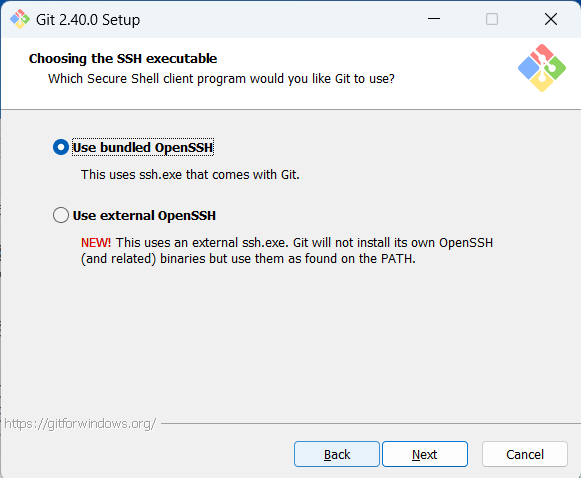 Git 2.40.0 Setup
Choosing the SSH executable
Which Secure Shell client program would you like Git to use?
Use bundled OpenSSH
This uses ssh.exe that comes with Git.
Use external OpenSSH
NEW! This uses an external ssh.exe. Git will not install its own OpenSSH
(and related) binaries but use them as found on the PATH.
https://gitforwindows.org/
Back Next Cancel